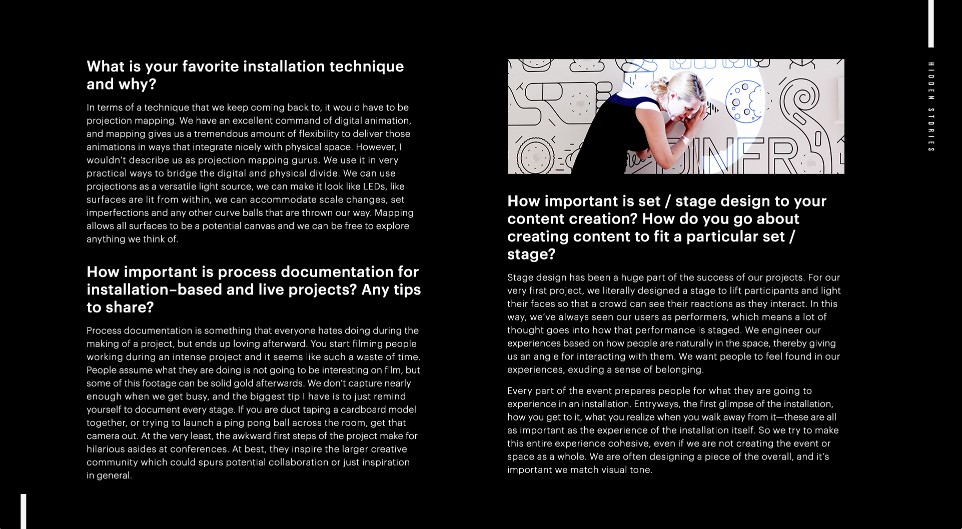 What is your favorite installation technique
and why?
In terms of a technique that we keep coming back to, it would have to be
projection mapping. We have an excellent command of digital animation,
and mapping gives us a tremendous amount of flexibility to deliver those
animations in ways that integrate nicely with physical space. However, I
wouldn't describe us as projection mapping gurus. We use it in very
practical ways to bridge the digital and physical divide. We can use
projections as a versatile light source, we can make it look like LEDs, like
surfaces are lit from within, we can accommodate scale changes, set
imperfections and any other curve balls that are thrown our way. Mapping
allows all surfaces to be a potential canvas and we can be free to explore
anything we think of.
How important is process documentation for
installation–based and live projects? Any tips
to share?
Process documentation is something that everyone hates doing during the
making of a project, but ends up loving afterward. You start filming people
working during an intense project and it seems like such a waste of time.
People assume what they are doing is not going to be interesting on film, but
some of this footage can be solid gold afterwards. We don't capture nearly
enough when we get busy, and the biggest tip I have is to just remind
yourself to document every stage. If you are duct taping a cardboard model
together, or trying to launch a ping pong ball across the room, get that
camera out. At the very least, the awkward first steps of the project make for
hilarious asides at conferences. At best, they inspire the larger creative
community which could spurs potential collaboration or just inspiration
in general.
How important is set / stage design to your
content creation? How do you go about
creating content to fit a particular set /
stage?
Stage design has been a huge part of the success of our projects. For our
very first project, we literally designed a stage to lift participants and light
their faces so that a crowd can see their reactions as they interact. In this
way, we've always seen our users as performers, which means a lot of
thought goes into how that performance is staged. We engineer our
experiences based on how people are naturally in the space, thereby giving
us an angle for interacting with them. We want people to feel found in our
experiences, exuding a sense of belonging.
Every part of the event prepares people for what they are going to
experience in an installation. Entryways, the first glimpse of the installation,
how you get to it, what you realize when you walk away from it—these are all
as important as the experience of the installation itself. So we try to make
this entire experience cohesive, even if we are not creating the event or
space as a whole. We are often designing a piece of the overall, and it's
important we match visual tone.
HIDDEN STORIES